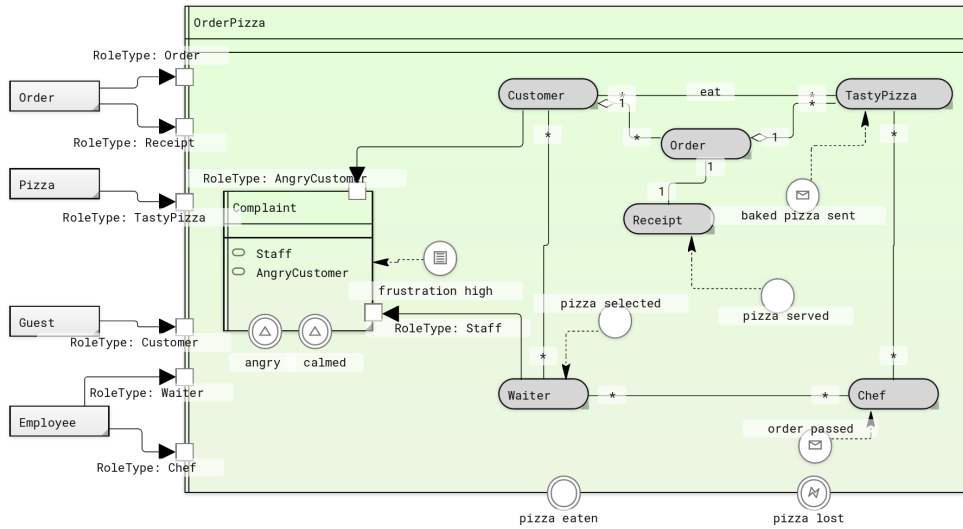 OrderPizza
RoleType: Order
Order
RoleType: Receipt
Pizza
RoleType: TastyPizza
Guest
RoleType: Customer
RoleType: Waiter
Employee
RoleType: Chef
RoleType: AngryCustomer
Complaint
Staff
AngryCustomer
angry
calmed
frustration high
RoleType: Staff
Customer
*
eat
*
TastyPizza
1
*
*
Order
1
*
*
1
1
Receipt
baked pizza sent
pizza served
pizza selected
*
*
Waiter
*
*
Chef
order passed
pizza eaten
pizza lost